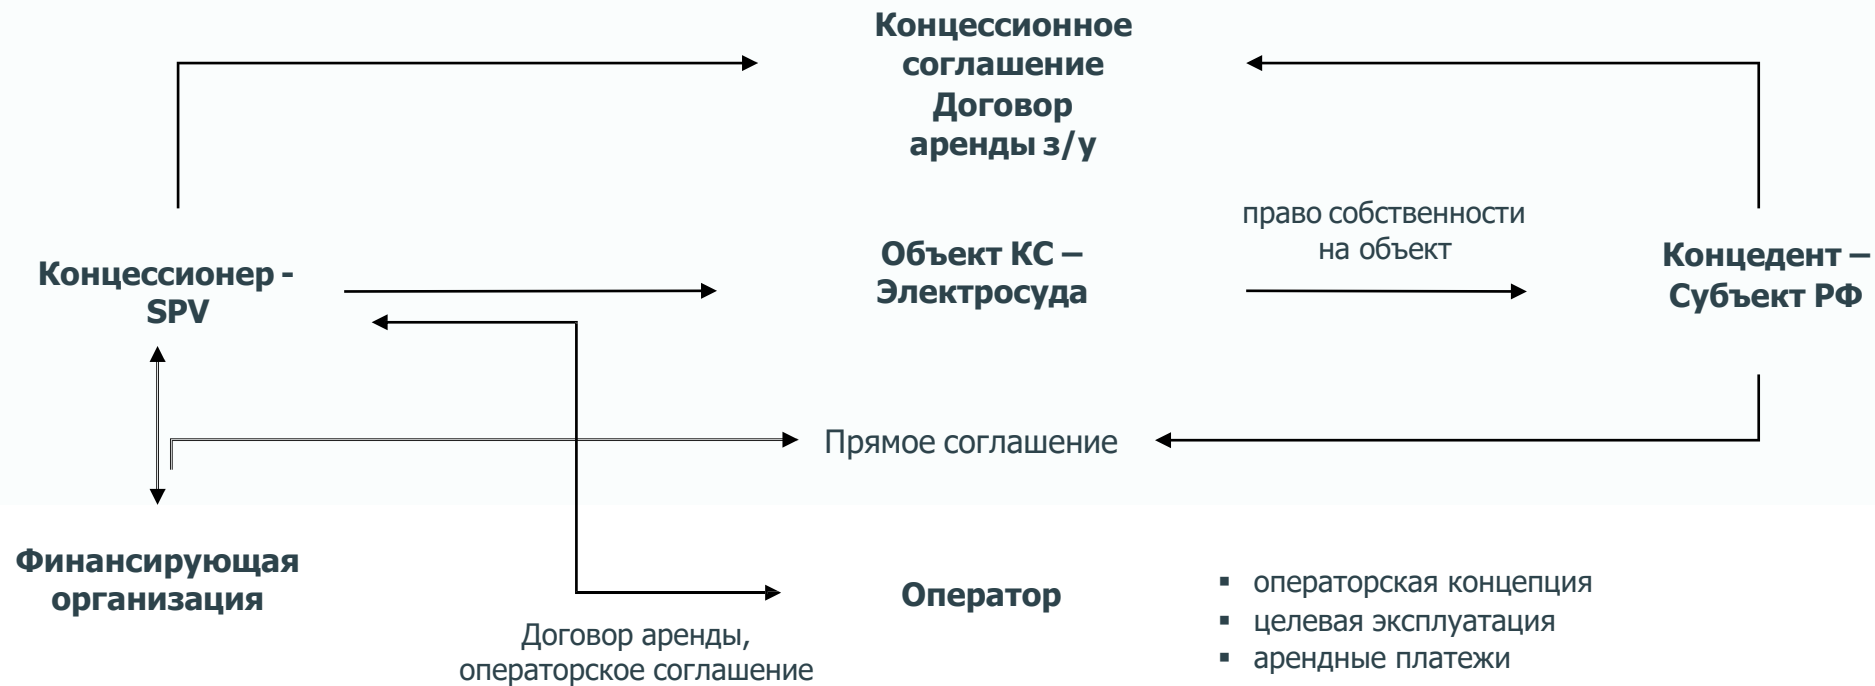 Концессионное
соглашение
Договор
аренды з/у
право собственности
на объект
Концессионер -
SPV
Объект КС –
Электросуда
Концедент –
Субъект РФ
Прямое соглашение
Финансирующая
организация
Оператор
▪ операторская концепция
▪ целевая эксплуатация
▪ арендные платежи
Договор аренды,
операторское соглашение